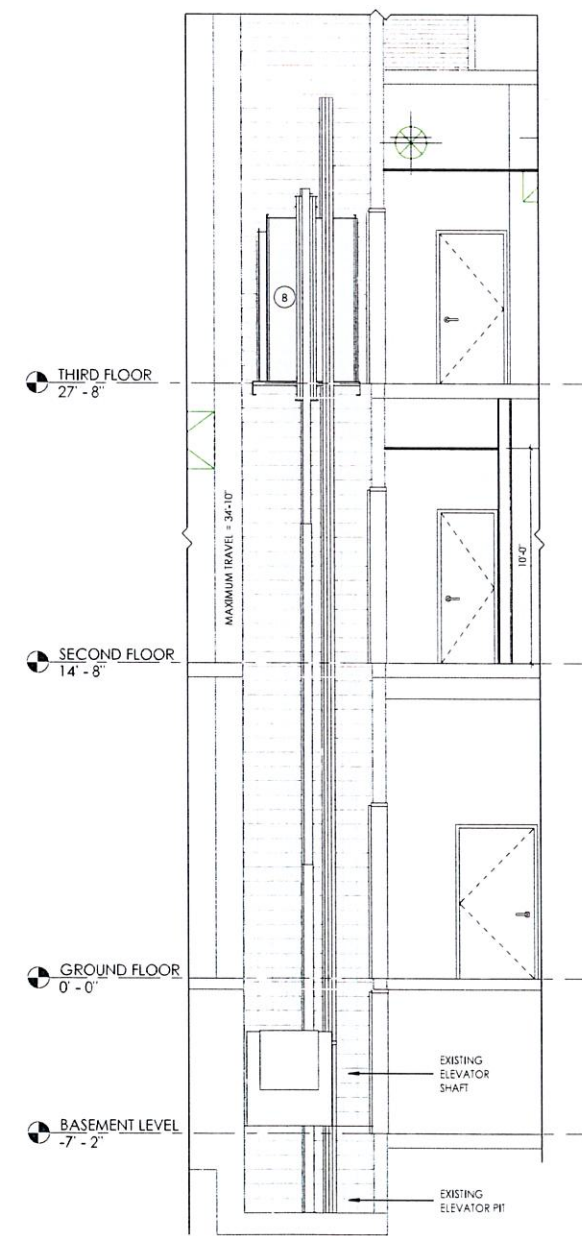 8
THIRD FLOOR
27' - 8"
MAXIMUM TRAVEL = 34'-10"
10'-0"
SECOND FLOOR
14' - 8"
GROUND FLOOR
0' - 0"
EXISTING
ELEVATOR
SHAFT
BASEMENT LEVEL
-7' - 2"
EXISTING
ELEVATOR PIT